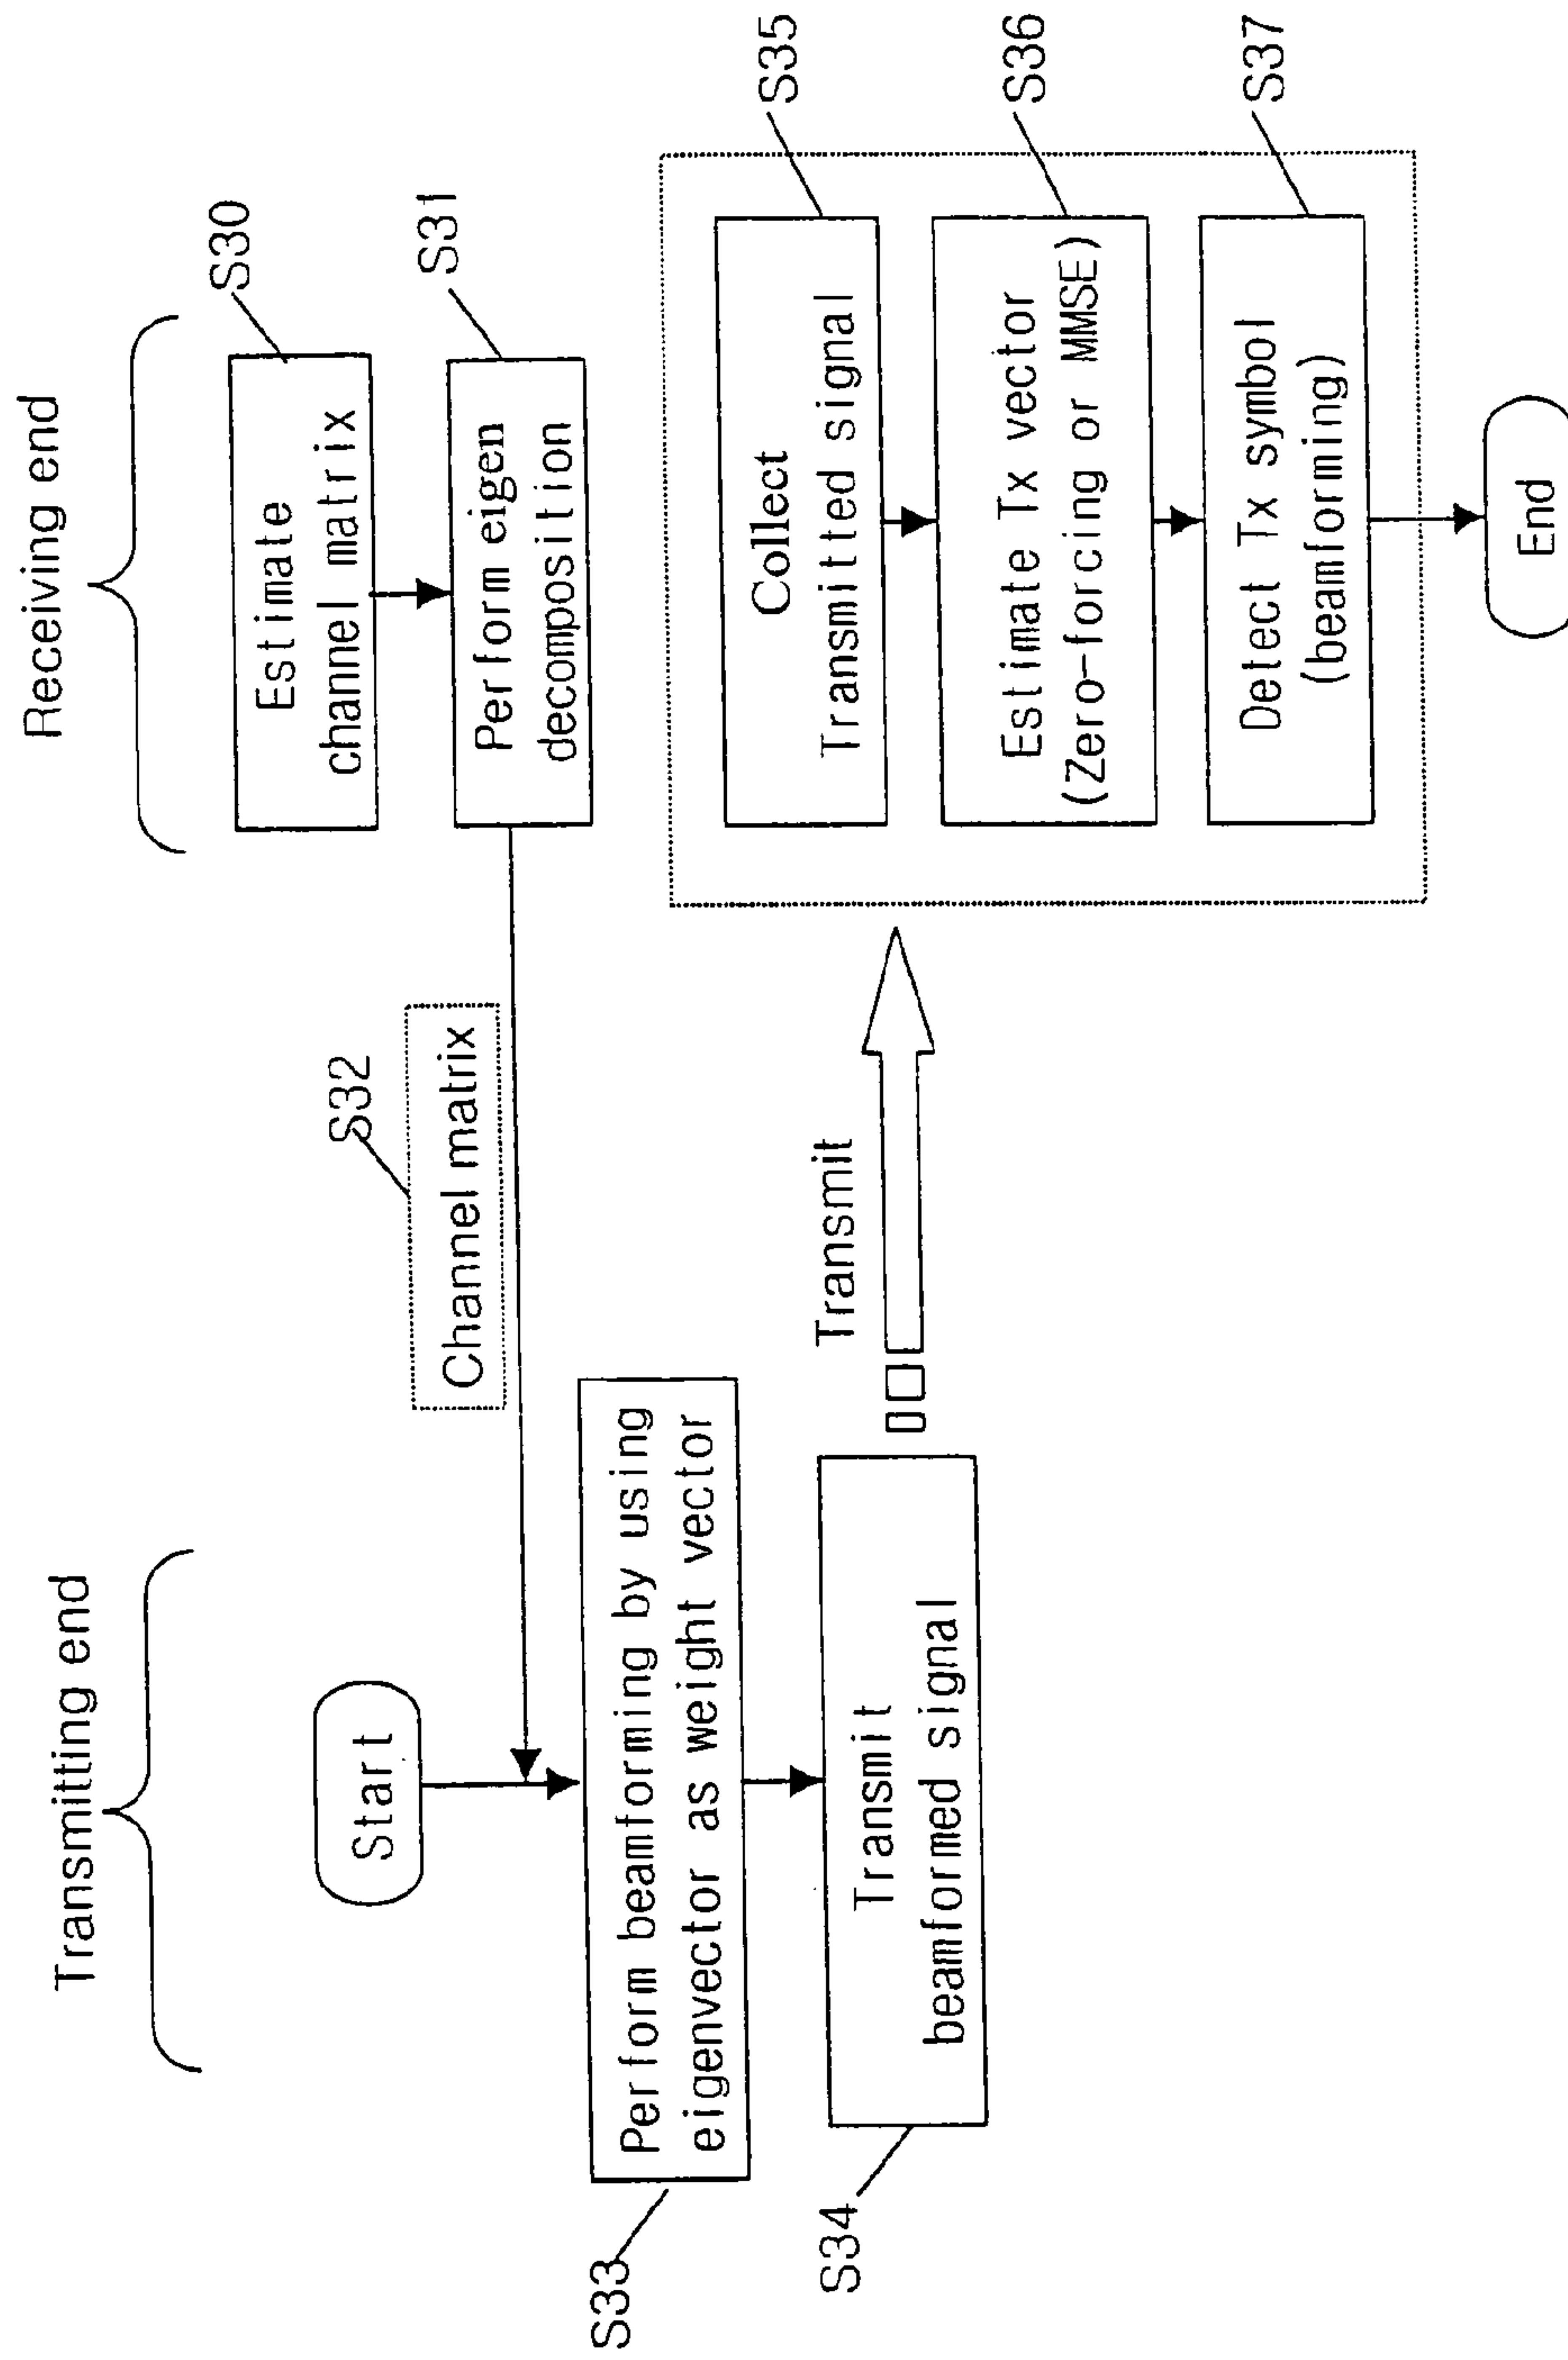 Transmitting end
Receiving end
Start
Estimate
channel matrix
S30
Perform eigen
decomposition
S31
S32
Channel matrix
Perform beamforming by using
eigenvector as weight vector
S33
Transmit
beamformed signal
S34
Transmit
Collect
Transmitted signal
S35
Estimate Tx vector
(Zero-forcing or MMSE)
S36
Detect Tx symbol
(beamforming)
S37
End